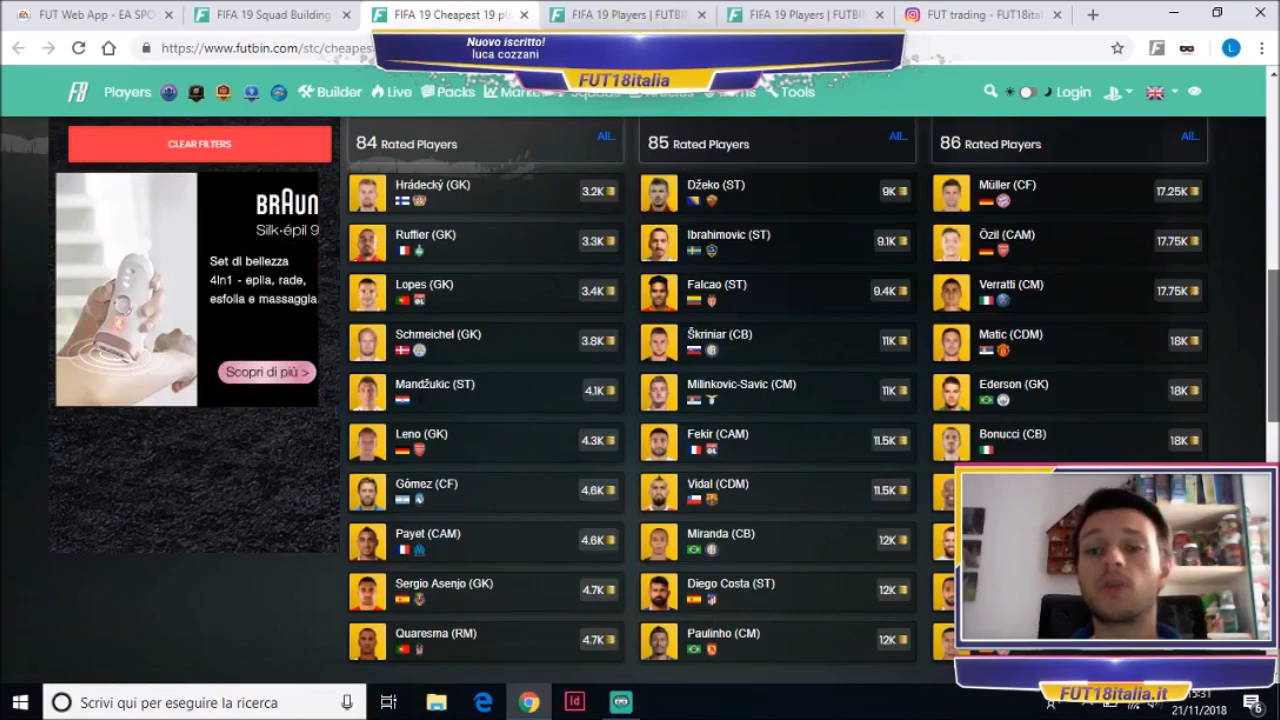 FUT Web App - EA SPO
FIFA 19 Squad Building
FIFA 19 Cheapest 19 pl
FIFA 19 Players | FUTBIN
FIFA 19 Players | FUTBIN
FUT trading - FUT18ital
https://www.futbin.com/stc/cheapes
L
Nuovo iscritto!
luca cozzani
FUT18italia
F8
Players
Builder
Live
Packs
Tools
Login
CLEAR FILTERS
BRAUN
Silk·épil 9
Set di bellezza
4in1 - epila, rade,
esfolia e massaggia.
Scopri di più >
84 Rated Players
All...
Hrádecký (GK)
3.2K
Ruffier (GK)
3.3K
Lopes (GK)
3.4K
Schmeichel (GK)
3.8K
Mandžukic (ST)
4.1K
Leno (GK)
4.3K
Gómez (CF)
4.6K
Payet (CAM)
4.6K
Sergio Asenjo (GK)
4.7K
Quaresma (RM)
4.7K
85 Rated Players
All...
Džeko (ST)
9K
Ibrahimovic (ST)
9.1K
Falcao (ST)
9.4K
Škriniar (CB)
11K
Milinkovic-Savic (CM)
11K
Fekir (CAM)
11.5K
Vidal (CDM)
11.5K
Miranda (CB)
12K
Diego Costa (ST)
12K
Paulinho (CM)
12K
86 Rated Players
All...
Müller (CF)
17.25K
Özil (CAM)
17.75K
Verratti (CM)
17.75K
Matic (CDM)
18K
Ederson (GK)
18K
Bonucci (CB)
18K
FUT18italia.it
Scrivi qui per eseguire la ricerca
Id
15:31
21/11/2018
6